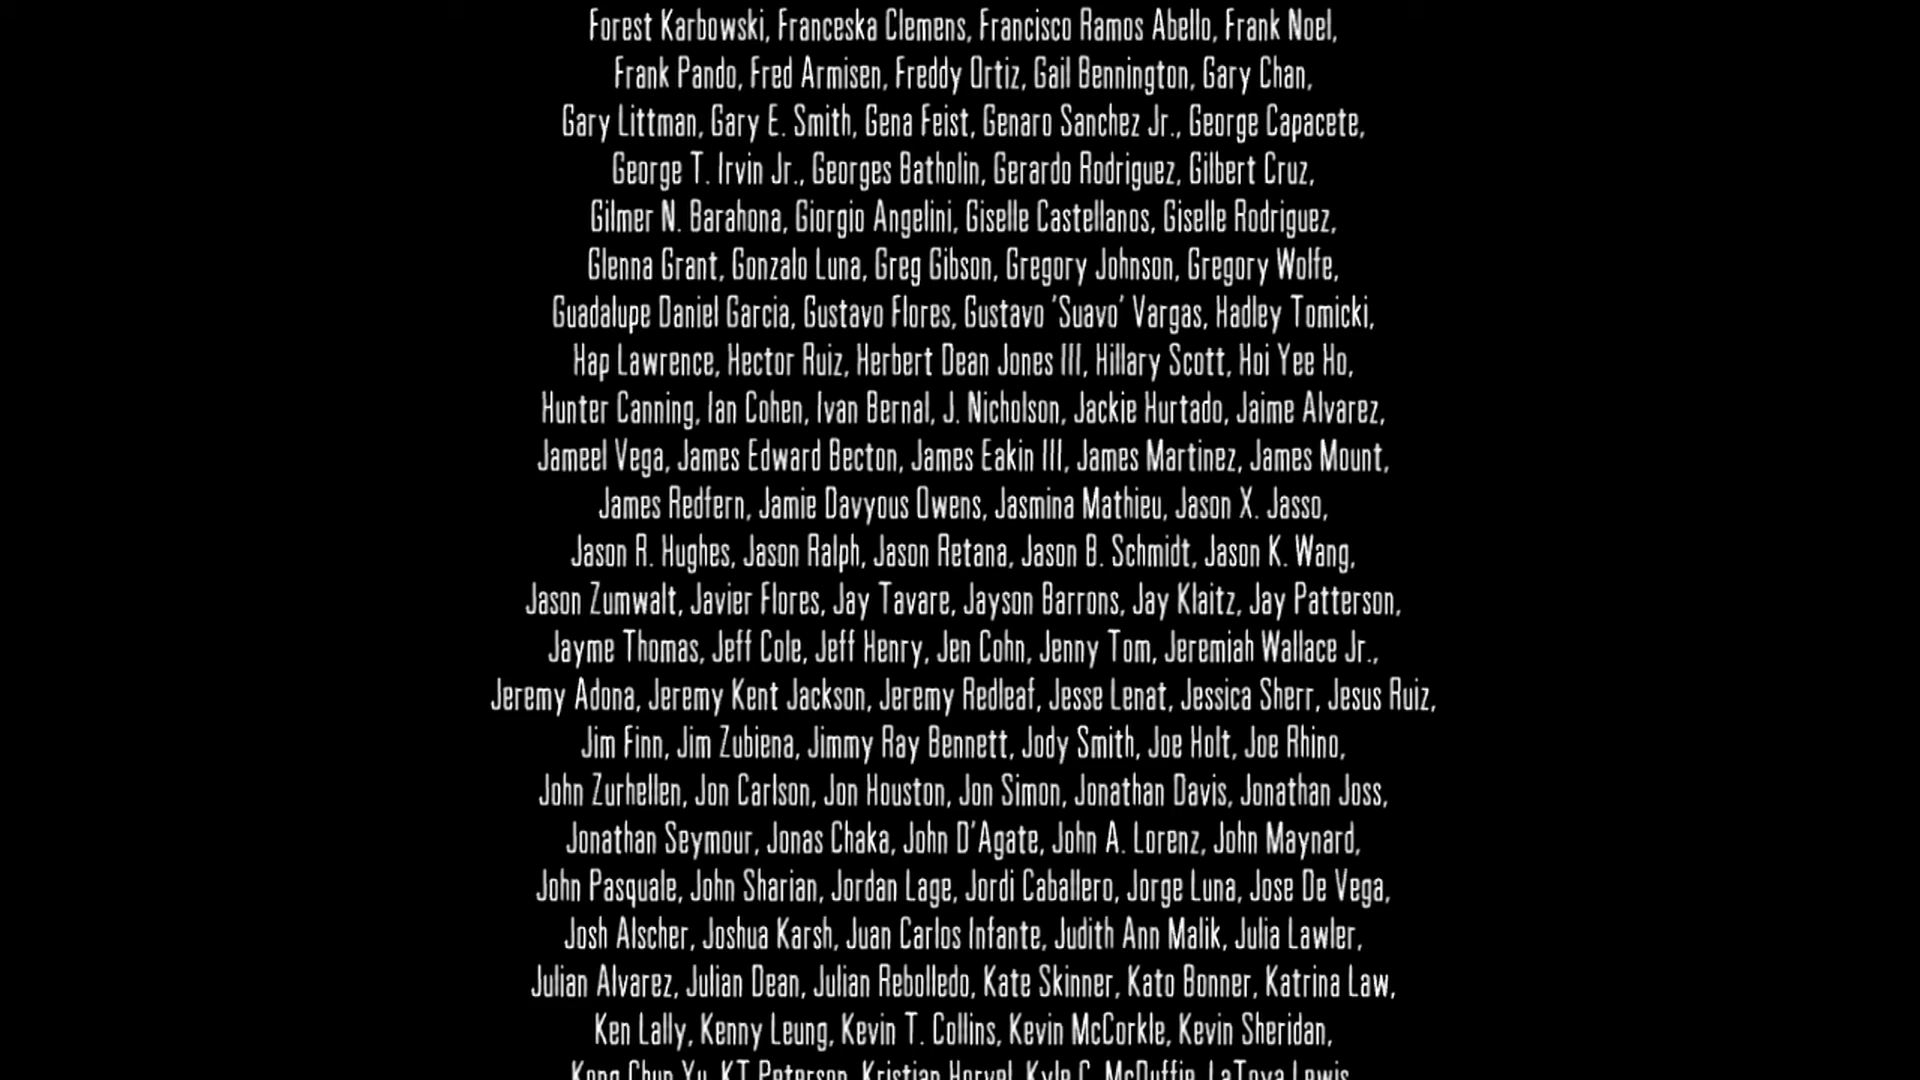 Forest Karbowski, Franceska Clemens, Francisco Ramos Abello, Frank Noel,
Frank Pando, Fred Armisen, Freddy Ortiz, Gail Bennington, Gary Chan,
Gary Littman, Gary E. Smith, Gena Feist, Genaro Sanchez Jr., George Capacete,
George T. Irvin Jr., Georges Batholin, Gerardo Rodriguez, Gilbert Cruz,
Gilmer N. Barahona, Giorgio Angelini, Giselle Castellanos, Giselle Rodriguez,
Glenna Grant, Gonzalo Luna, Greg Gibson, Gregory Johnson, Gregory Wolfe,
Guadalupe Daniel Garcia, Gustavo Flores, Gustavo 'Suavo' Vargas, Hadley Tomicki,
Hap Lawrence, Hector Ruiz, Herbert Dean Jones III, Hillary Scott, Hoi Yee Ho,
Hunter Canning, Ian Cohen, Ivan Bernal, J. Nicholson, Jackie Hurtado, Jaime Alvarez,
Jameel Vega, James Edward Becton, James Eakin III, James Martinez, James Mount,
James Redfern, Jamie Davyous Owens, Jasmina Mathieu, Jason X. Jasso,
Jason R. Hughes, Jason Ralph, Jason Retana, Jason B. Schmidt, Jason K. Wang,
Jason Zumwalt, Javier Flores, Jay Tavare, Jayson Barrons, Jay Klaitz, Jay Patterson,
Jayme Thomas, Jeff Cole, Jeff Henry, Jen Cohn, Jenny Tom, Jeremiah Wallace Jr.,
Jeremy Adona, Jeremy Kent Jackson, Jeremy Redleaf, Jesse Lenat, Jessica Sherr, Jesus Ruiz,
Jim Finn, Jim Zubiena, Jimmy Ray Bennett, Jody Smith, Joe Holt, Joe Rhino,
John Zurhellen, Jon Carlson, Jon Houston, Jon Simon, Jonathan Davis, Jonathan Joss,
Jonathan Seymour, Jonas Chaka, John D'Agate, John A. Lorenz, John Maynard,
John Pasquale, John Sharian, Jordan Lage, Jordi Caballero, Jorge Luna, Jose De Vega,
Josh Alscher, Joshua Karsh, Juan Carlos Infante, Judith Ann Malik, Julia Lawler,
Julian Alvarez, Julian Dean, Julian Rebolledo, Kate Skinner, Kato Bonner, Katrina Law,
Ken Lally, Kenny Leung, Kevin T. Collins, Kevin McCorkle, Kevin Sheridan,
Kong Chun Yu, KT Peterson, Kristian Horvel, Kyle C. McDuffie, LaToya Lewis